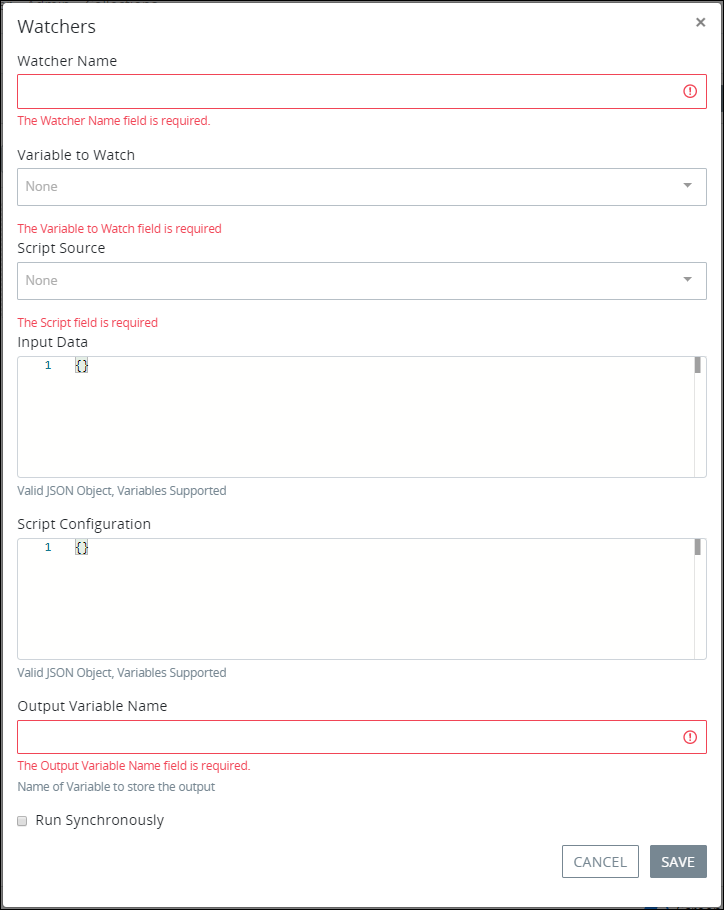 Watchers ×
Watcher Name
The Watcher Name field is required.
Variable to Watch
None
The Variable to Watch field is required
Script Source
None
The Script field is required
Input Data
1 {}
Valid JSON Object, Variables Supported
Script Configuration
1 {}
Valid JSON Object, Variables Supported
Output Variable Name
The Output Variable Name field is required.
Name of Variable to store the output
Run Synchronously
CANCEL SAVE